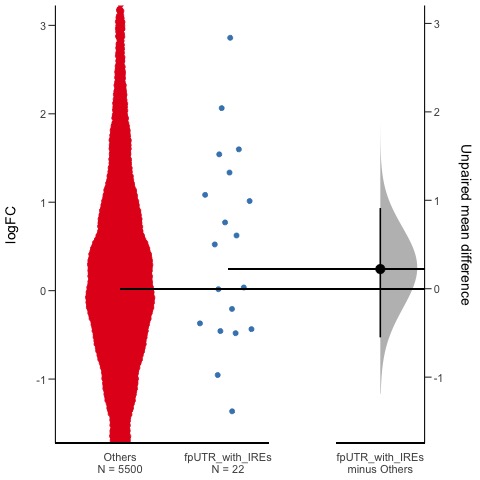 logFC
3
2
1
0
-1
Others
N = 5500
fpUTR_with_IREs
N = 22
fpUTR_with_IREs
minus Others
3
2
1
0
-1
Unpaired mean difference